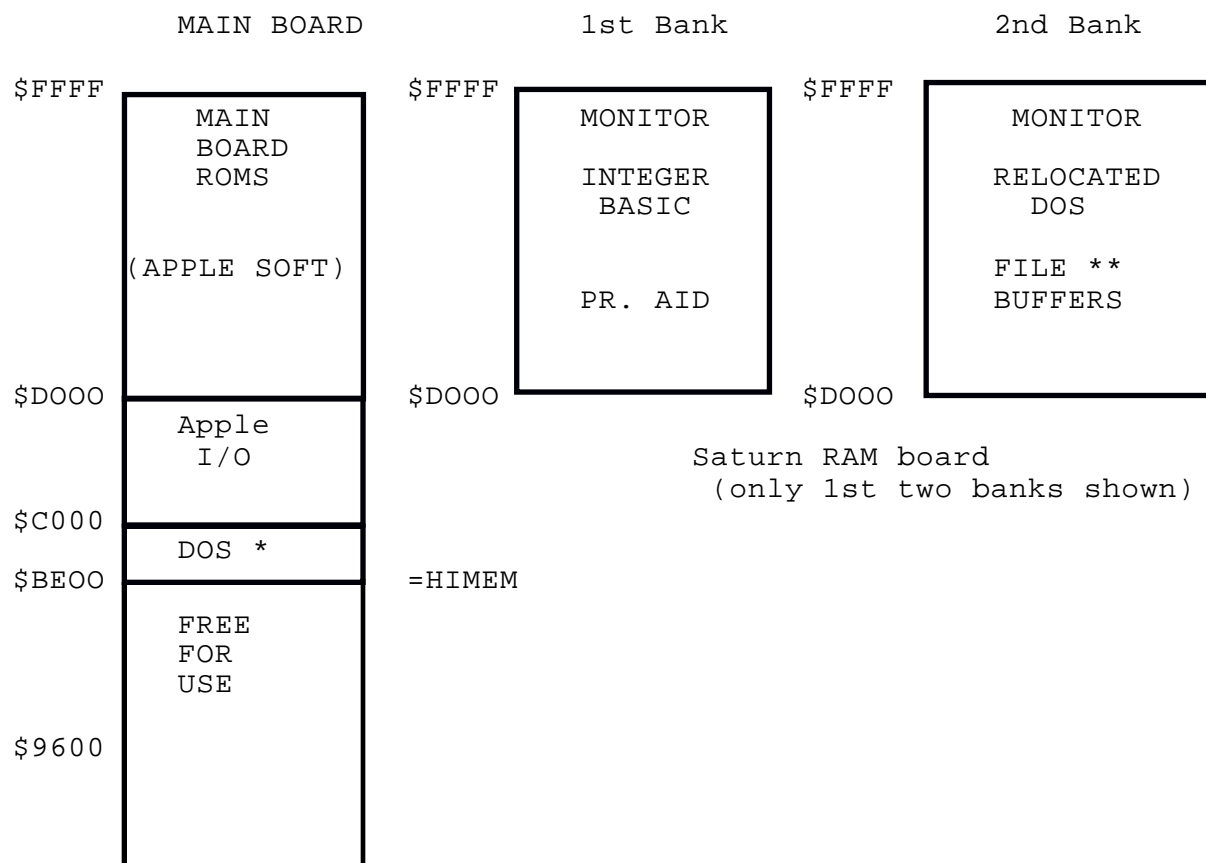 MAIN BOARD
1st Bank
2nd Bank
$FFFF
MAIN
BOARD
ROMS
(APPLE SOFT)
$DOOO
Apple
I/O
$C000
DOS *
$BEOO
=HIMEM
FREE
FOR
USE
$9600
$FFFF
MONITOR
INTEGER
BASIC
PR. AID
$DOOO
$FFFF
MONITOR
RELOCATED
DOS
FILE **
BUFFERS
$DOOO
Saturn RAM board
(only 1st two banks shown)